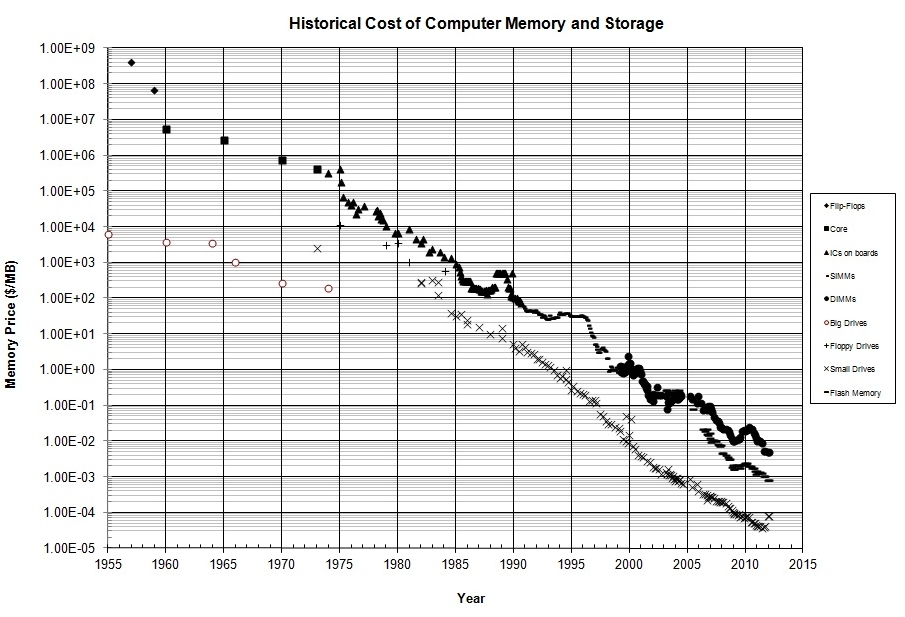 Historical Cost of Computer Memory and Storage
1.00E+09
1.00E+08
1.00E+07
1.00E+06
1.00E+05
1.00E+04
1.00E+03
1.00E+02
1.00E+01
1.00E+00
1.00E-01
1.00E-02
1.00E-03
1.00E-04
1.00E-05
Memory Price ($/MB)
1955 1960 1965 1970 1975 1980 1985 1990 1995 2000 2005 2010 2015
Year
Flip-Flops
Core
ICs on boards
SIMMs
DIMMs
Big Drives
Floppy Drives
Small Drives
Flash Memory